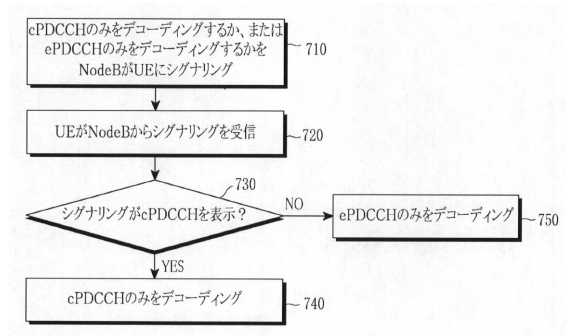 cPDCCHのみをデコーディングするか、または
ePDCCHのみをデコーディングするかを
NodeBがUEにシグナリング
710
UEがNodeBからシグナリングを受信
720
730
シグナリングがcPDCCHを表示?
NO
ePDCCHのみをデコーディング
750
YES
cPDCCHのみをデコーディング
740